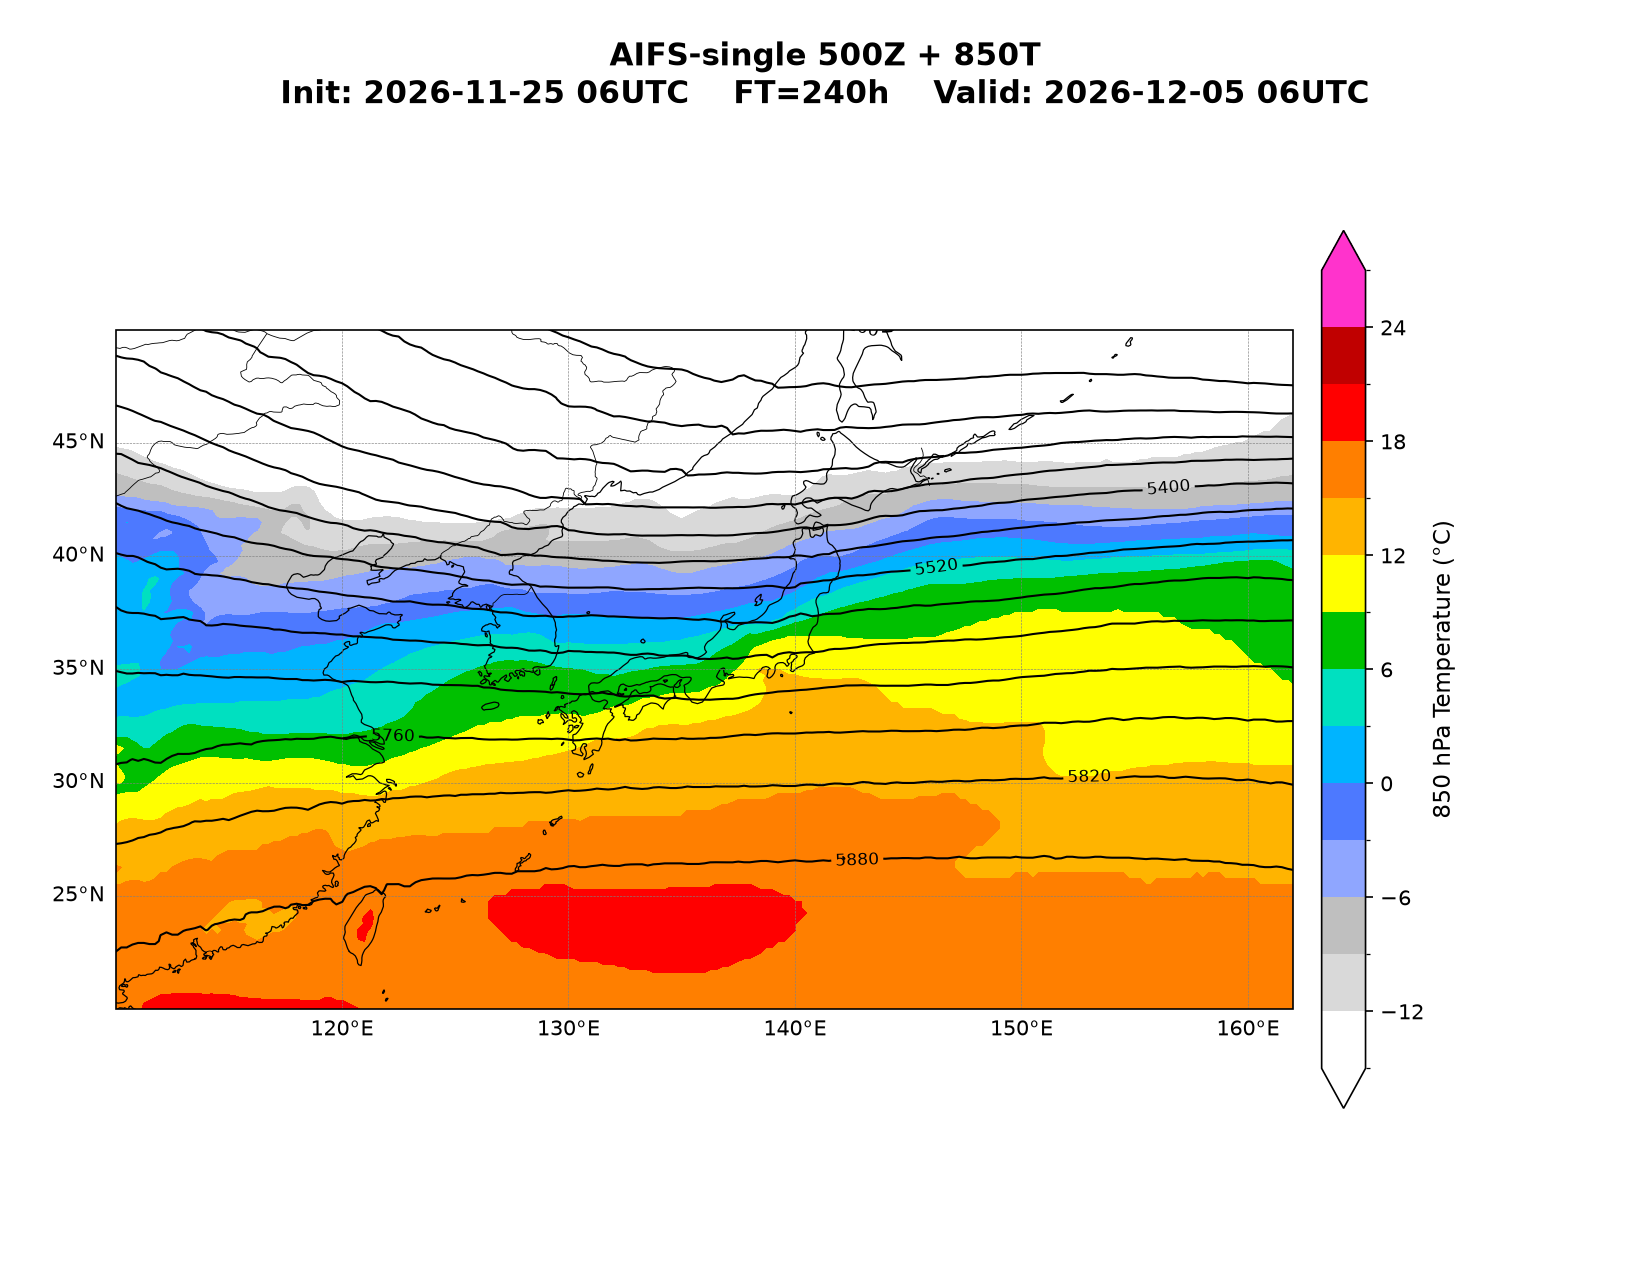 AIFS-single 500Z + 850T
Init: 2026-11-25 06UTC    FT=240h    Valid: 2026-12-05 06UTC
45°N
40°N
35°N
30°N
25°N
120°E
130°E
140°E
150°E
160°E
5400
5520
5760
5820
5880
24
18
12
6
0
−6
−12
850 hPa Temperature (°C)